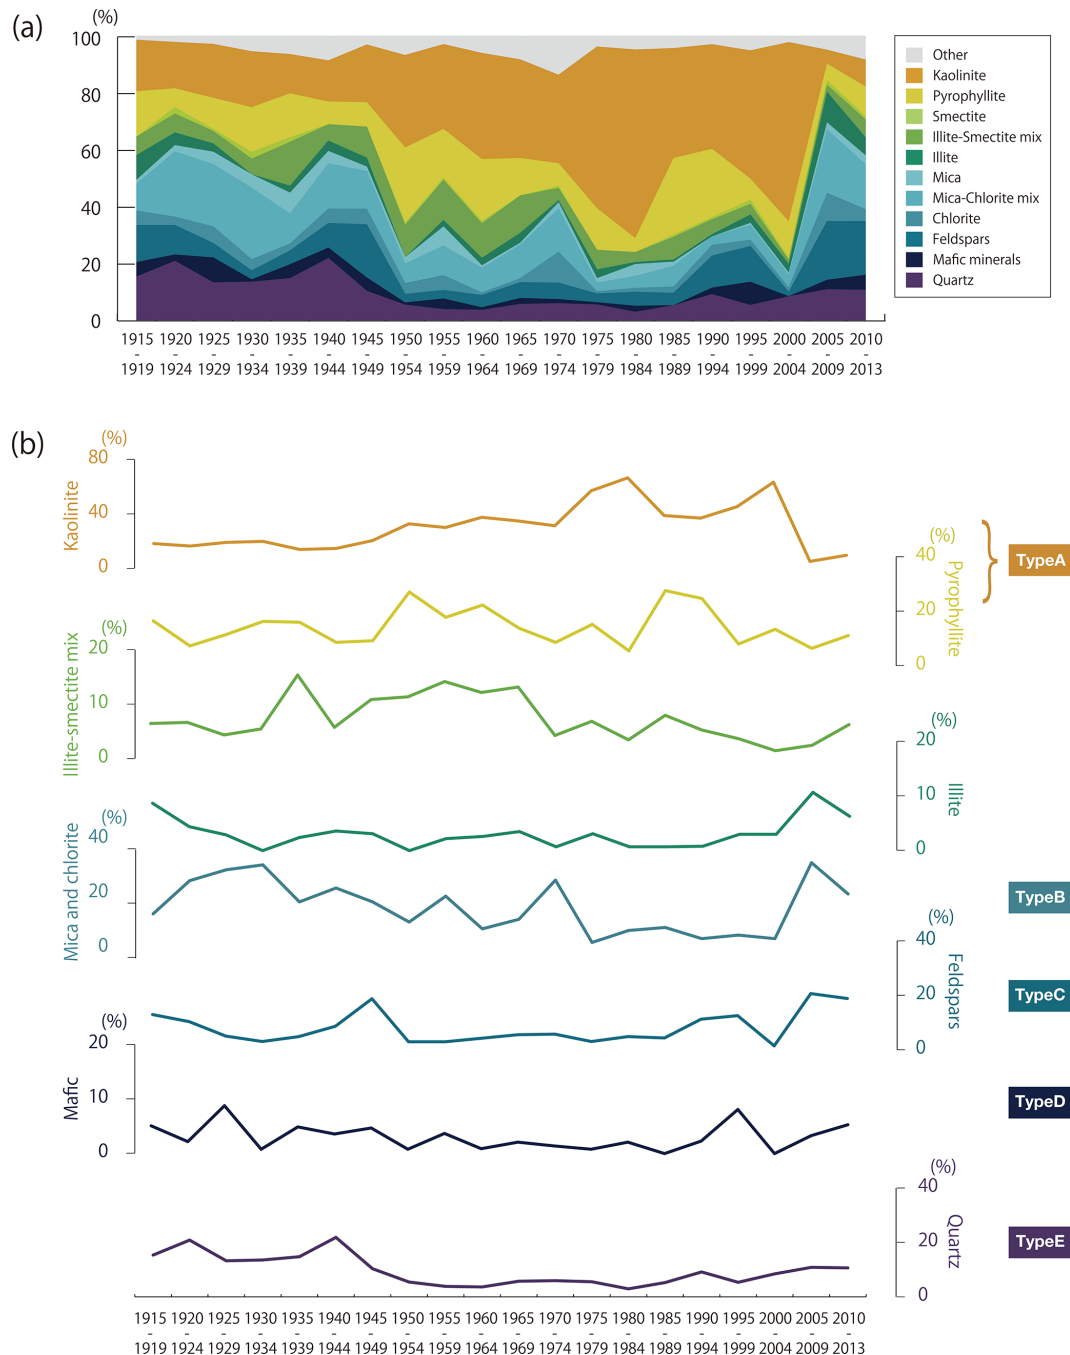 (a)
(%)
100
80
60
40
20
0
1915 1920 1925 1930 1935 1940 1945 1950 1955 1960 1965 1970 1975 1980 1985 1990 1995 2000 2005 2010
- - - - - - - - - - - - - - - - - - - -
1919 1924 1929 1934 1939 1944 1949 1954 1959 1964 1969 1974 1979 1984 1989 1994 1999 2004 2009 2013
Other
Kaolinite
Pyrophyllite
Smectite
Illite-Smectite mix
Illite
Mica
Mica-Chlorite mix
Chlorite
Feldspars
Mafic minerals
Quartz
(b)
(%)
80
40
0
Kaolinite
(%)
40
20
0
Pyrophyllite
TypeA
(%)
20
10
0
Illite-smectite mix
(%)
20
10
0
Illite
(%)
40
20
0
Mica and chlorite
TypeB
(%)
40
20
0
Feldspars
TypeC
(%)
20
10
0
Mafic
TypeD
(%)
40
20
0
Quartz
TypeE
1915 1920 1925 1930 1935 1940 1945 1950 1955 1960 1965 1970 1975 1980 1985 1990 1995 2000 2005 2010
- - - - - - - - - - - - - - - - - - - -
1919 1924 1929 1934 1939 1944 1949 1954 1959 1964 1969 1974 1979 1984 1989 1994 1999 2004 2009 2013